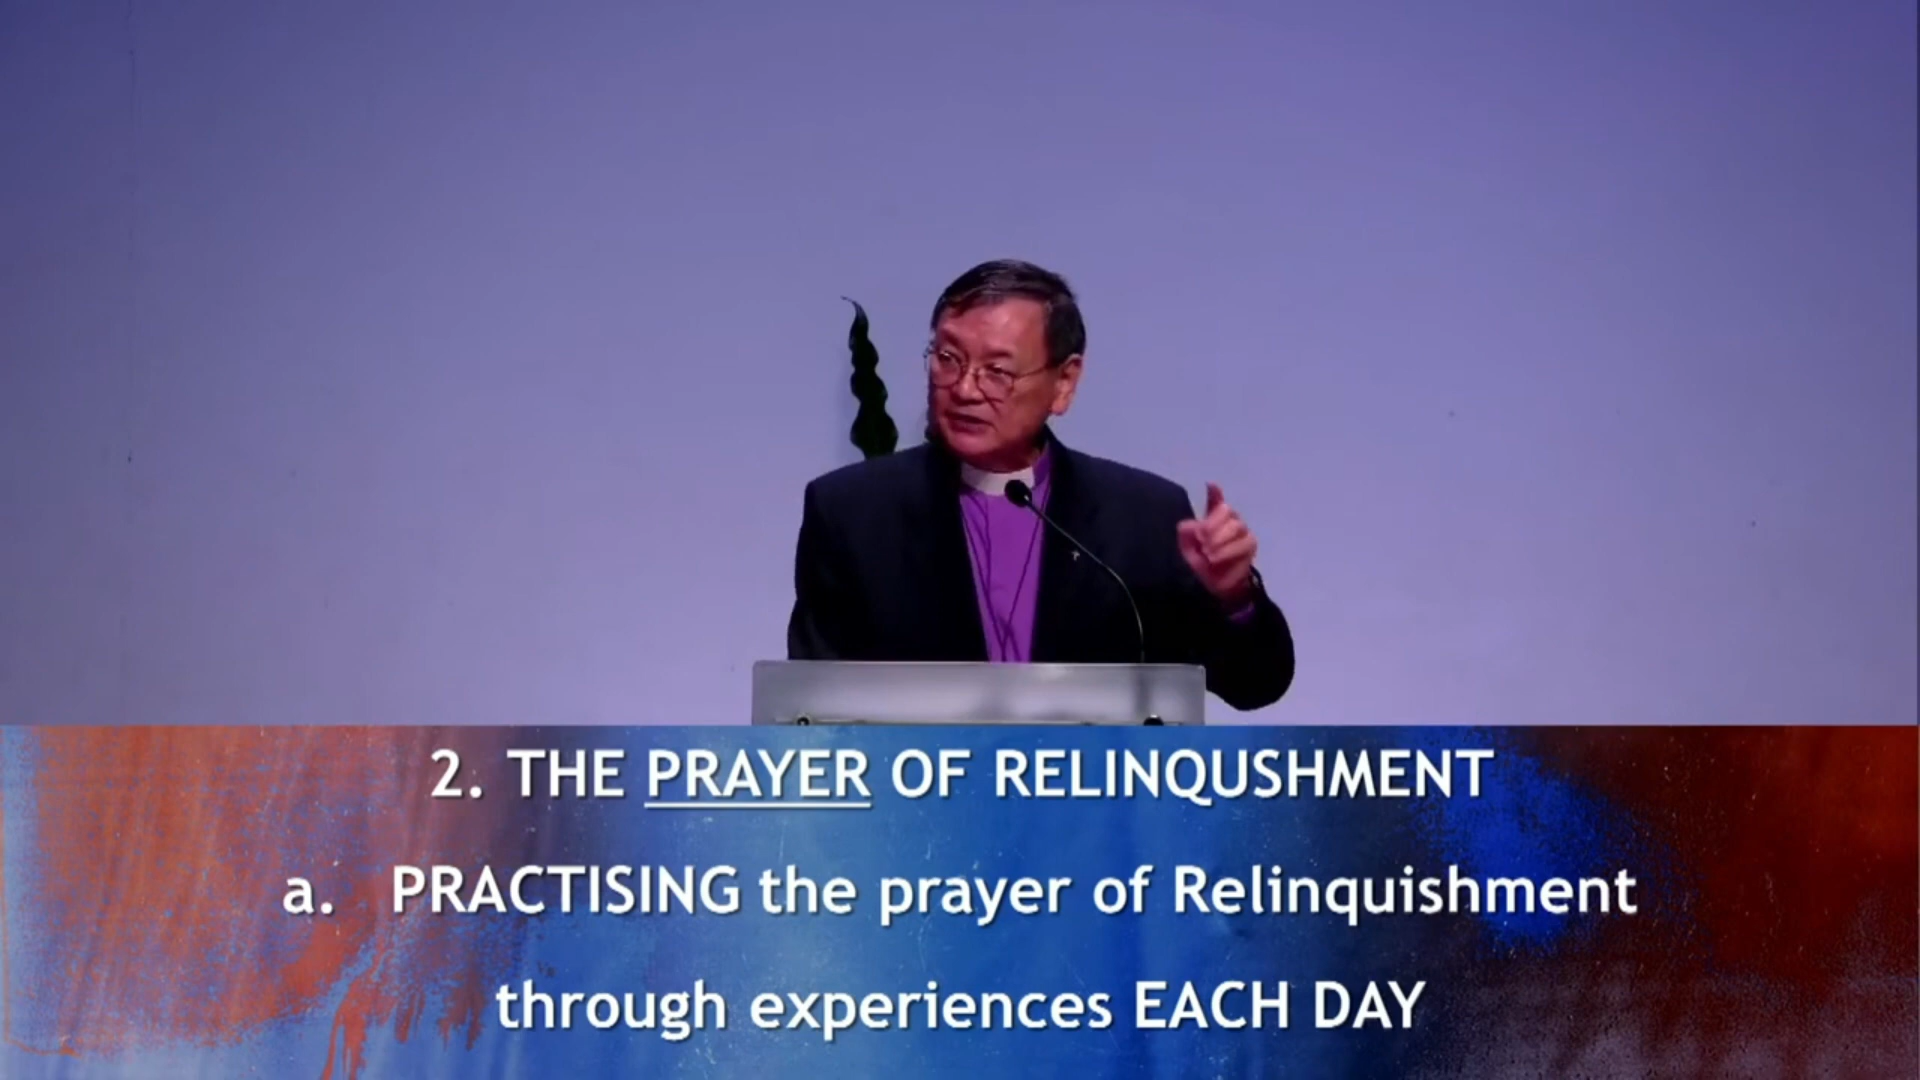 2. THE PRAYER OF RELINQUSHMENT
a. PRACTISING the prayer of Relinquishment
through experiences EACH DAY